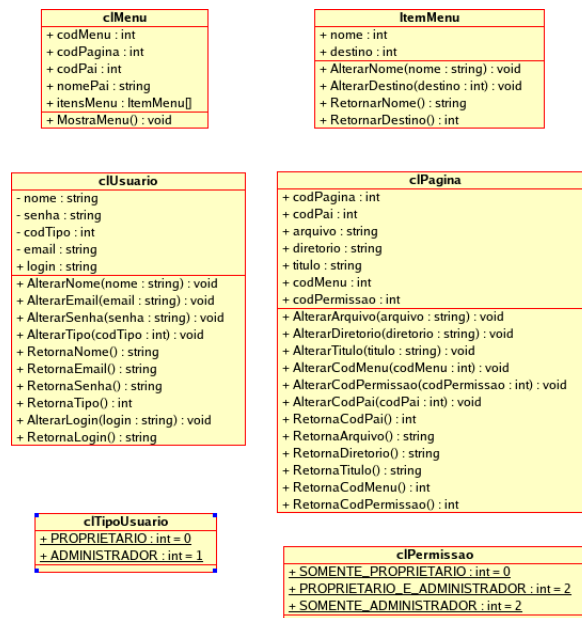 clMenu
+ codMenu : int
+ codPagina : int
+ codPai : int
+ nomePai : string
+ itensMenu : ItemMenu[]
+ MostraMenu() : void
ItemMenu
+ nome : int
+ destino : int
+ AlterarNome(nome : string) : void
+ AlterarDestino(destino : int) : void
+ RetornarNome() : string
+ RetornarDestino() : int
clUsuario
- nome : string
- senha : string
- codTipo : int
- email : string
+ login : string
+ AlterarNome(nome : string) : void
+ AlterarEmail(email : string) : void
+ AlterarSenha(senha : string) : void
+ AlterarTipo(codTipo : int) : void
+ RetornaNome() : string
+ RetornaEmail() : string
+ RetornaSenha() : string
+ RetornaTipo() : int
+ AlterarLogin(login : string) : void
+ RetornaLogin() : string
clPagina
+ codPagina : int
+ codPai : int
+ arquivo : string
+ diretorio : string
+ titulo : string
+ codMenu : int
+ codPermissao : int
+ AlterarArquivo(arquivo : string) : void
+ AlterarDiretorio(diretorio : string) : void
+ AlterarTitulo(titulo : string) : void
+ AlterarCodMenu(codMenu : int) : void
+ AlterarCodPermissao(codPermissao : int) : void
+ AlterarCodPai(codPai : int) : void
+ RetornaCodPai() : int
+ RetornaArquivo() : string
+ RetornaDiretorio() : string
+ RetornaTitulo() : string
+ RetornaCodMenu() : int
+ RetornaCodPermissao() : int
clTipoUsuario
+ PROPRIETARIO : int = 0
+ ADMINISTRADOR : int = 1
clPermissao
+ SOMENTE_PROPRIETARIO : int = 0
+ PROPRIETARIO_E_ADMINISTRADOR : int = 2
+ SOMENTE_ADMINISTRADOR : int = 2